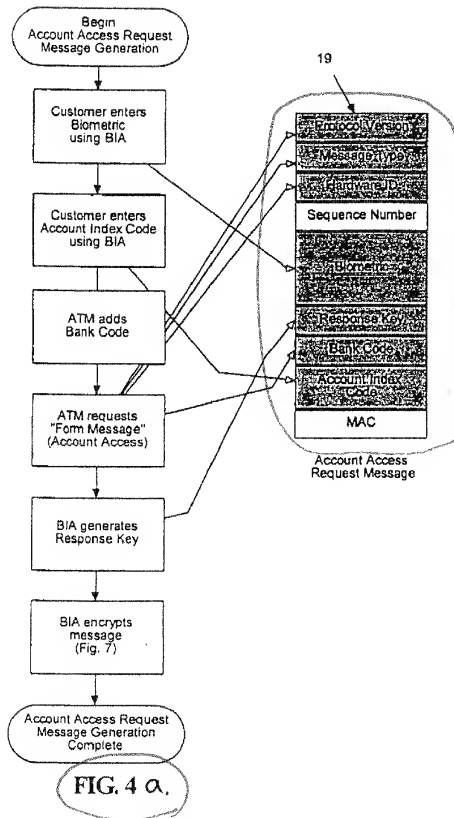 Begin
Account Access Request
Message Generation
Customer enters
Biometric
using BIA
Customer enters
Account Index Code
using BIA
ATM adds
Bank Code
ATM requests
"Form Message"
(Account Access)
BIA generates
Response Key
BIA encrypts
message
(Fig. 7)
Account Access Request
Message Generation
Complete
FIG. 4 a.
19
Protocol Version
Message Type
Hardware ID
Sequence Number
Biometric
Response Key
Bank Code
Account Index
Code
MAC
Account Access
Request Message